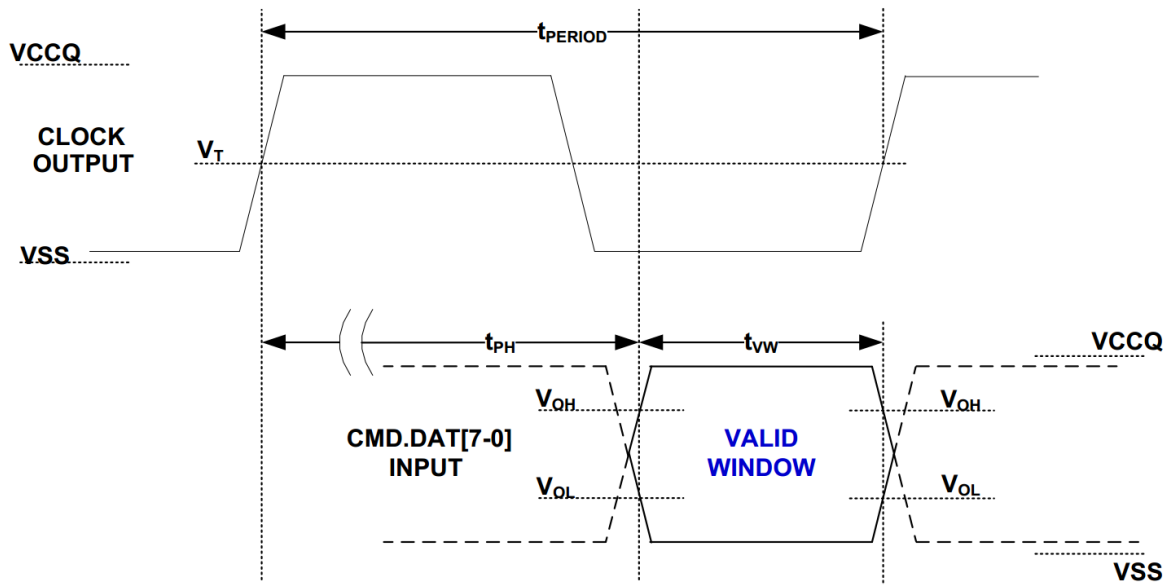 tPERIOD
VCCQ
CLOCK
OUTPUT
VT
VSS
tPH
tVW
VCCQ
VOH
VOH
CMD.DAT[7-0]
INPUT
VALID
WINDOW
VOL
VOL
VSS